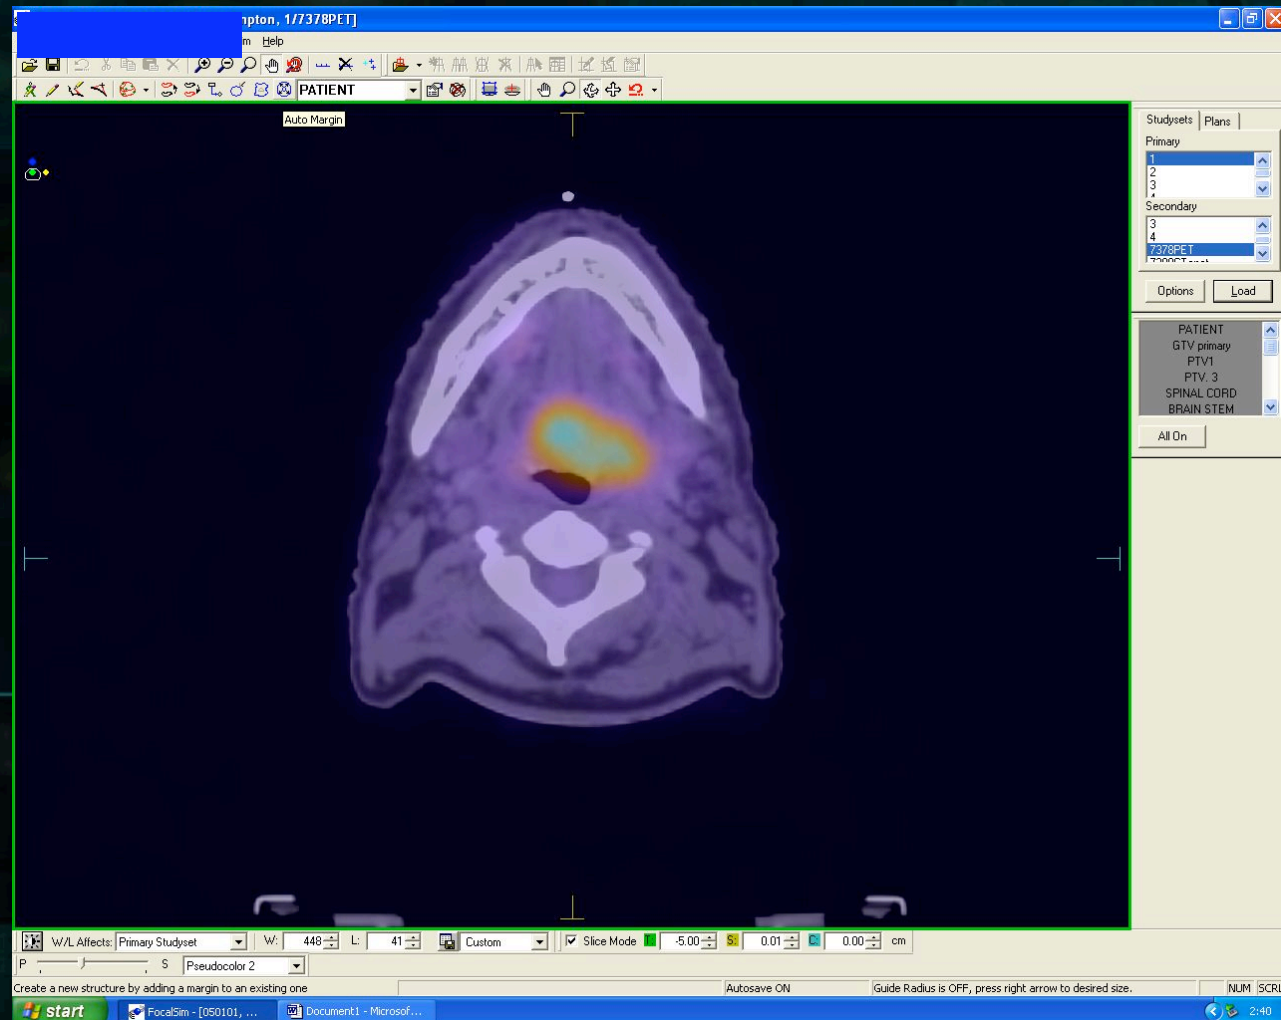 mpton, 1/7378PET]
m Help
PATIENT
Auto Margin
Studysets Plans
Primary
1
2
3
Secondary
3
4
7378PET
Options Load
PATIENT
GTV primary
PTV1
PTV. 3
SPINAL CORD
BRAIN STEM
All On
W/L Affects: Primary Studyset W: 448 L: 41 Custom Slice Mode T: -5.00 S: 0.01 C: 0.00 cm
P S Pseudocolor 2
Create a new structure by adding a margin to an existing one Autosave ON Guide Radius is OFF, press right arrow to desired size. NUM SCRL
start FocalSim - [050101, ... Document1 - Microsof... 2:40